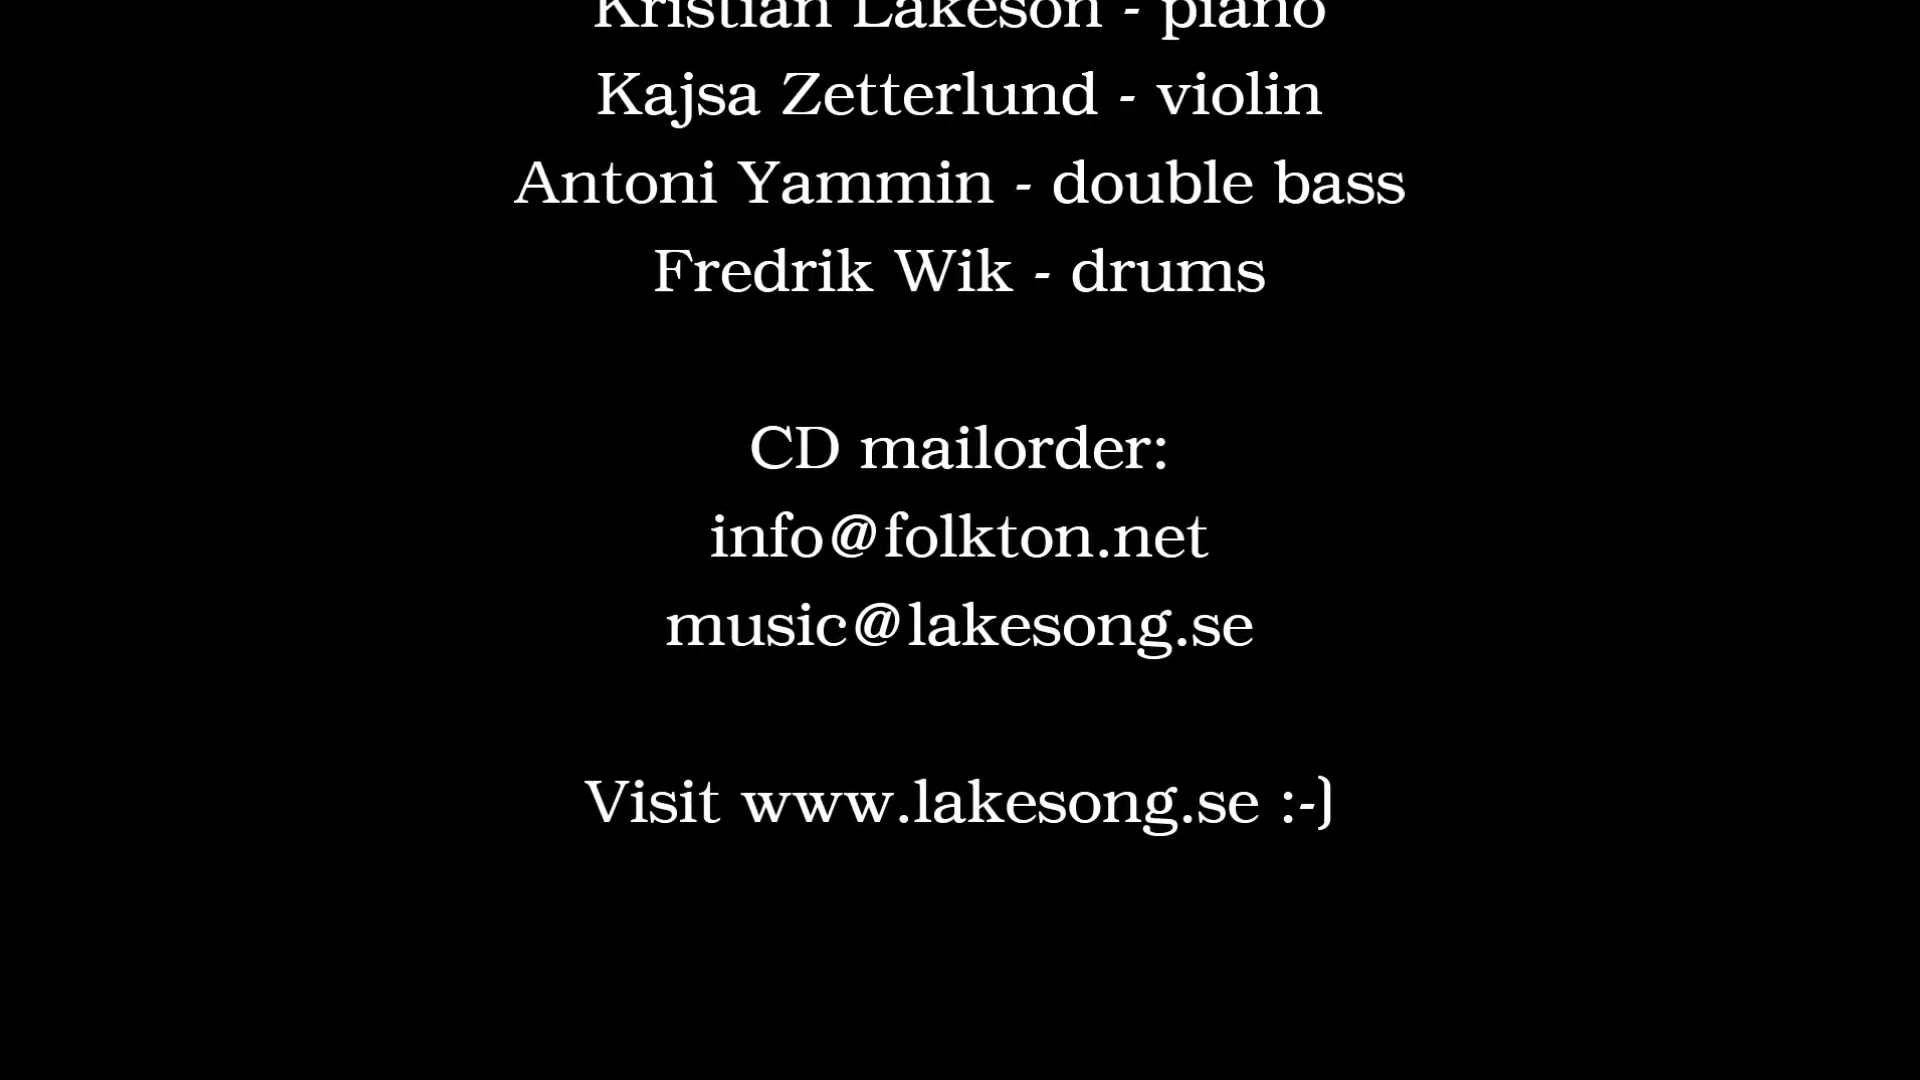 Kristian Lakeson - piano
Kajsa Zetterlund - violin
Antoni Yammin - double bass
Fredrik Wik - drums
CD mailorder:
info@folkton.net
music@lakesong.se
Visit www.lakesong.se :-)